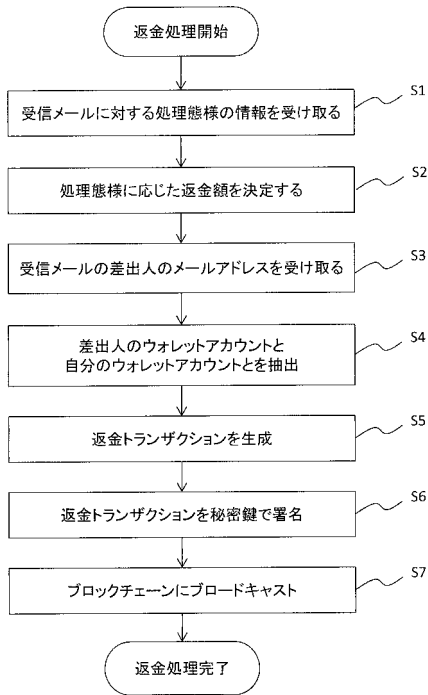 返金処理開始
受信メールに対する処理態様の情報を受け取る
S1
処理態様に応じた返金額を決定する
S2
受信メールの差出人のメールアドレスを受け取る
S3
差出人のウォレットアカウントと
自分のウォレットアカウントとを抽出
S4
返金トランザクションを生成
S5
返金トランザクションを秘密鍵で署名
S6
ブロックチェーンにブロードキャスト
S7
返金処理完了